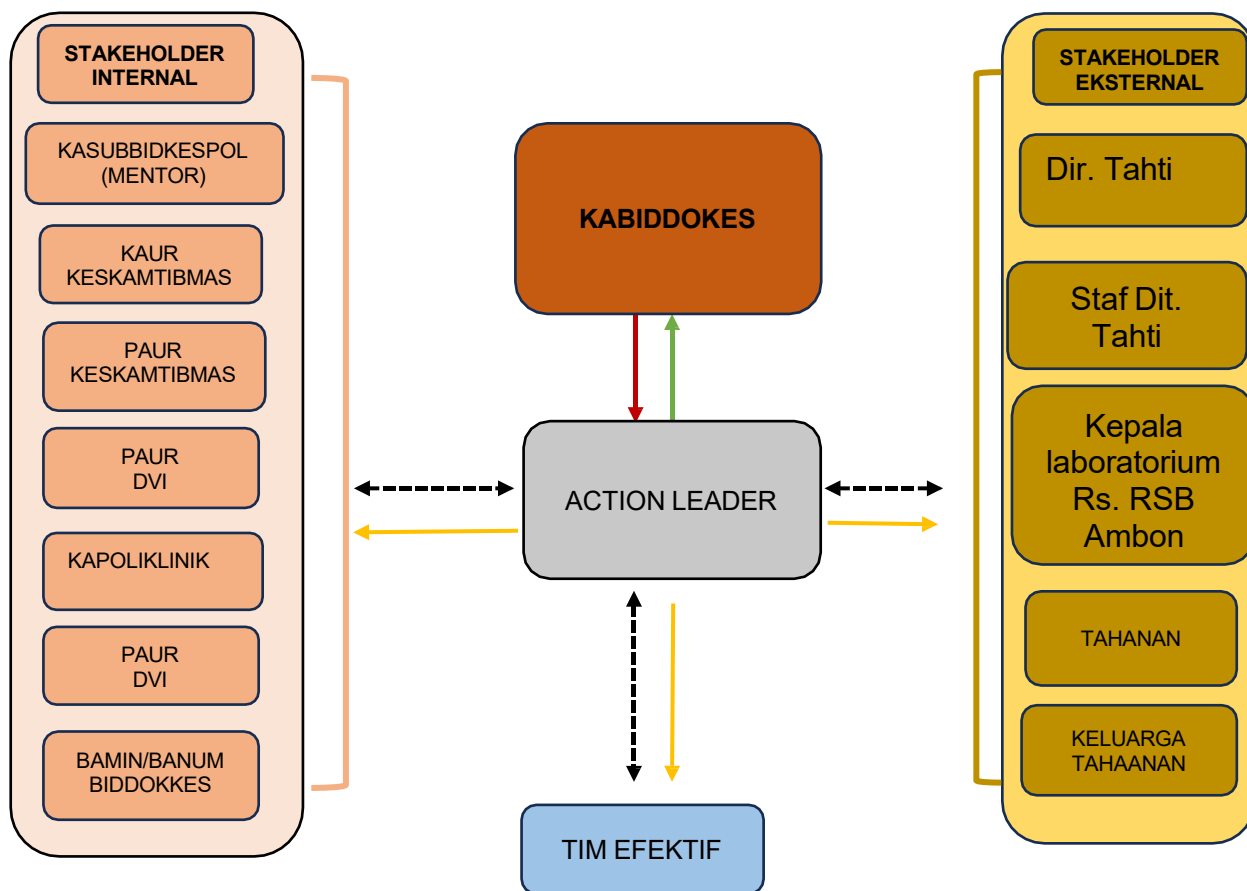 STAKEHOLDER
INTERNAL
KASUBBIDKESPOL
(MENTOR)
KAUR
KESKAMTIBMAS
PAUR
KESKAMTIBMAS
PAUR
DVI
KAPOLIKLINIK
PAUR
DVI
BAMIN/BANUM
BIDDOKKES
KABIDDOKES
ACTION LEADER
TIM EFEKTIF
STAKEHOLDER
EKSTERNAL
Dir. Tahti
Staf Dit.
Tahti
Kepala
laboratorium
Rs. RSB
Ambon
TAHANAN
KELUARGA
TAHAANAN